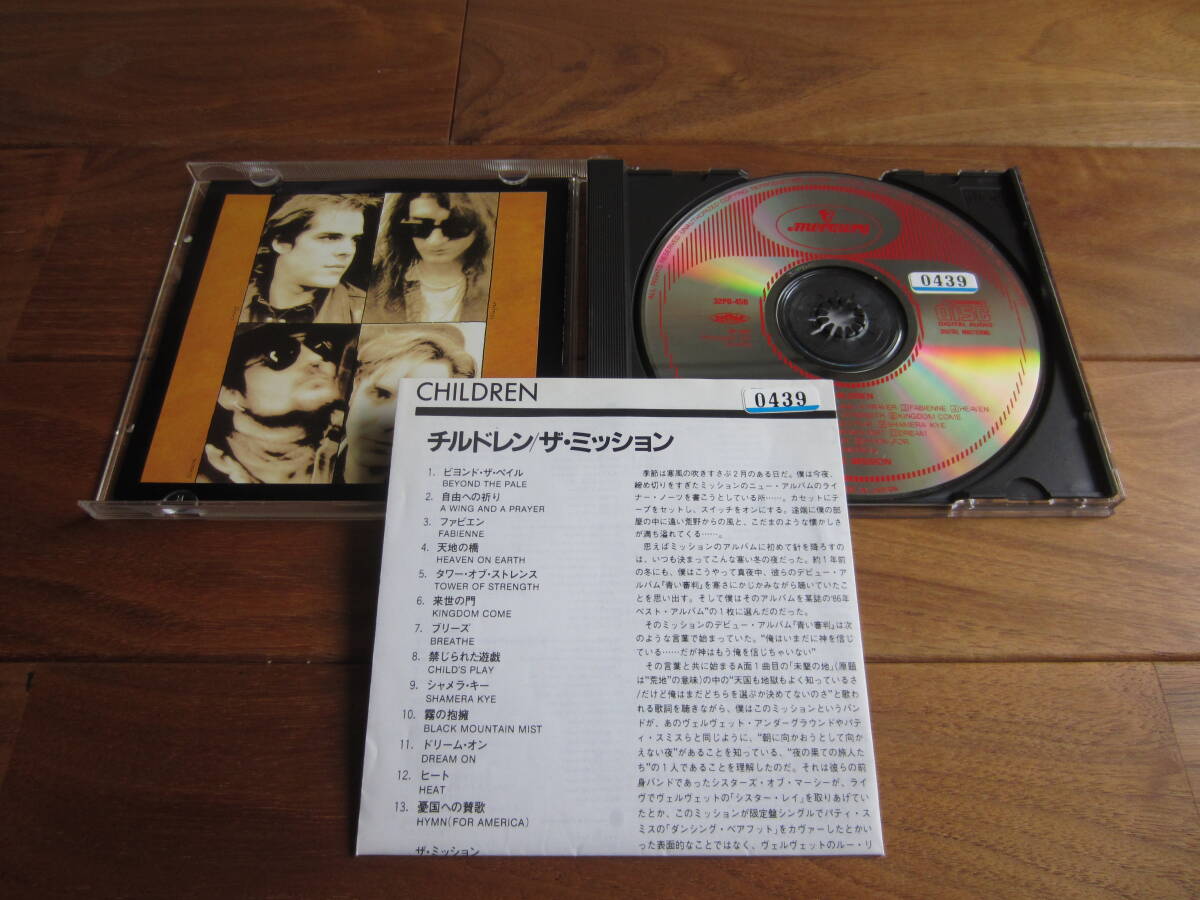 mercury
0439
32PD-450
COMPACT
DISC
DIGITAL AUDIO
DIGITAL MASTERING
FABIENNE HEAVEN
KINGDOM COME
SHAMERA KYE
CHILDREN
0439
チルドレン/ザ・ミッション
1. ビヨンド・ザ・ペイル
BEYOND THE PALE
2. 自由への祈り
A WING AND A PRAYER
3. ファビエン
FABIENNE
4. 天地の橋
HEAVEN ON EARTH
5. タワー・オブ・ストレンス
TOWER OF STRENGTH
6. 来世の門
KINGDOM COME
7. ブリーズ
BREATHE
8. 禁じられた遊戯
CHILD'S PLAY
9. シャメラ・キー
SHAMERA KYE
10. 霧の抱擁
BLACK MOUNTAIN MIST
11. ドリーム・オン
DREAM ON
12. ヒート
HEAT
13. 憂国への賛歌
HYMN(FOR AMERICA)
ザ・ミッション
季節は寒風の吹きすさぶ2月のある日だ。僕は今夜、
締め切りをすぎたミッションのニュー・アルバムのライ
ナー・ノーツを書こうとしている所……。カセットにテ
ープをセットし、スイッチをオンにする。途端に僕の部
屋の中に遠い荒野からの風と、こだまのような懐かしさ
が満ち溢れてくる……。
思えばミッションのアルバムに初めて針を降ろすの
は、いつも決まってこんな寒い冬の夜だった。約1年前
の冬にも、僕はこうやって真夜中、彼らのデビュー・ア
ルバム「青い審判」を寒さにかじかみながら聴いていたこ
とを思い出す。そして僕はそのアルバムを某誌の"86年
ベスト・アルバム"の1枚に選んだのだった。
そのミッションのデビュー・アルバム「青い審判」は次
のような言葉で始まっていた。"俺はいまだに神を信じ
ている……だが神はもう俺を信じちゃいない"
その言葉と共に始まるA面1曲目の「未墾の地」(原題
は"荒地"の意味)の中の"天国も地獄もよく知っているさ
/だけど俺はまだどちらを選ぶか決めてないのさ"と歌わ
れる歌詞を聴きながら、僕はこのミッションというバン
ドが、あのヴェルヴェット・アンダーグラウンドやパテ
ィ・スミスらと同じように、"朝に向かおうとして向か
えない夜"があることを知っている、"夜の果ての旅人た
ち"の1人であることを理解したのだ。それは彼らの前
身バンドであったシスターズ・オブ・マーシーが、ライ
ヴでヴェルヴェットの「シスター・レイ」を取りあげてい
たとか、このミッションが限定盤シングルでパティ・ス
ミスの「ダンシング・ベアフット」をカヴァーしたとかい
った表面的なことではなく、ヴェルヴェットのルー・リ